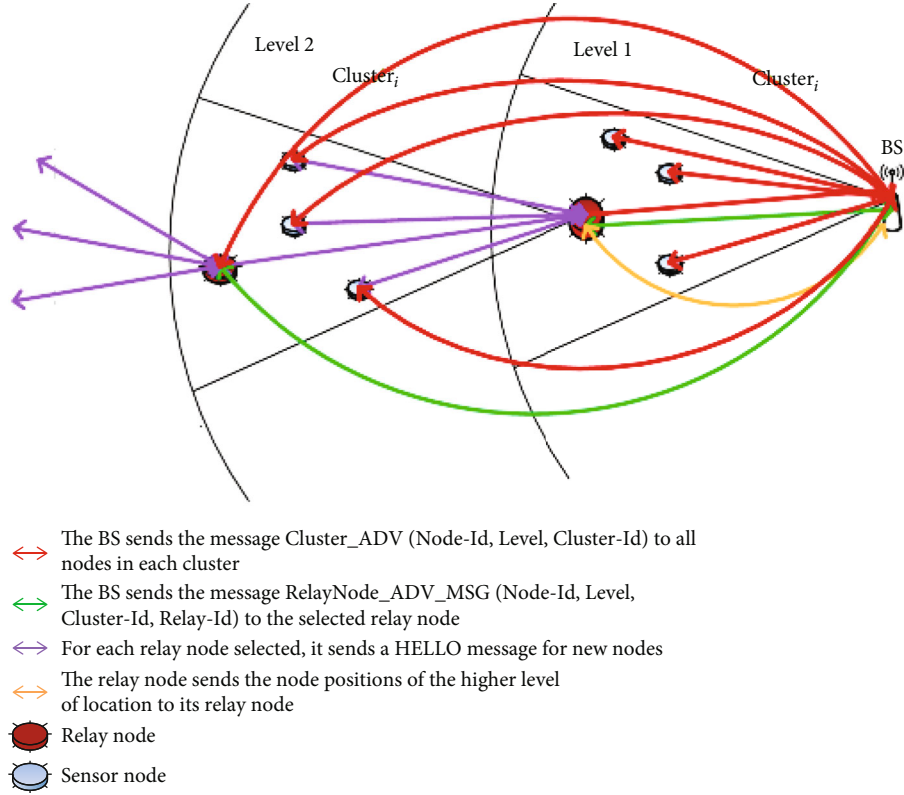 Level 2
Level 1
Clusterᵢ
Clusterᵢ
BS
The BS sends the message Cluster_ADV (Node-Id, Level, Cluster-Id) to all
nodes in each cluster
The BS sends the message RelayNode_ADV_MSG (Node-Id, Level,
Cluster-Id, Relay-Id) to the selected relay node
For each relay node selected, it sends a HELLO message for new nodes
The relay node sends the node positions of the higher level
of location to its relay node
Relay node
Sensor node